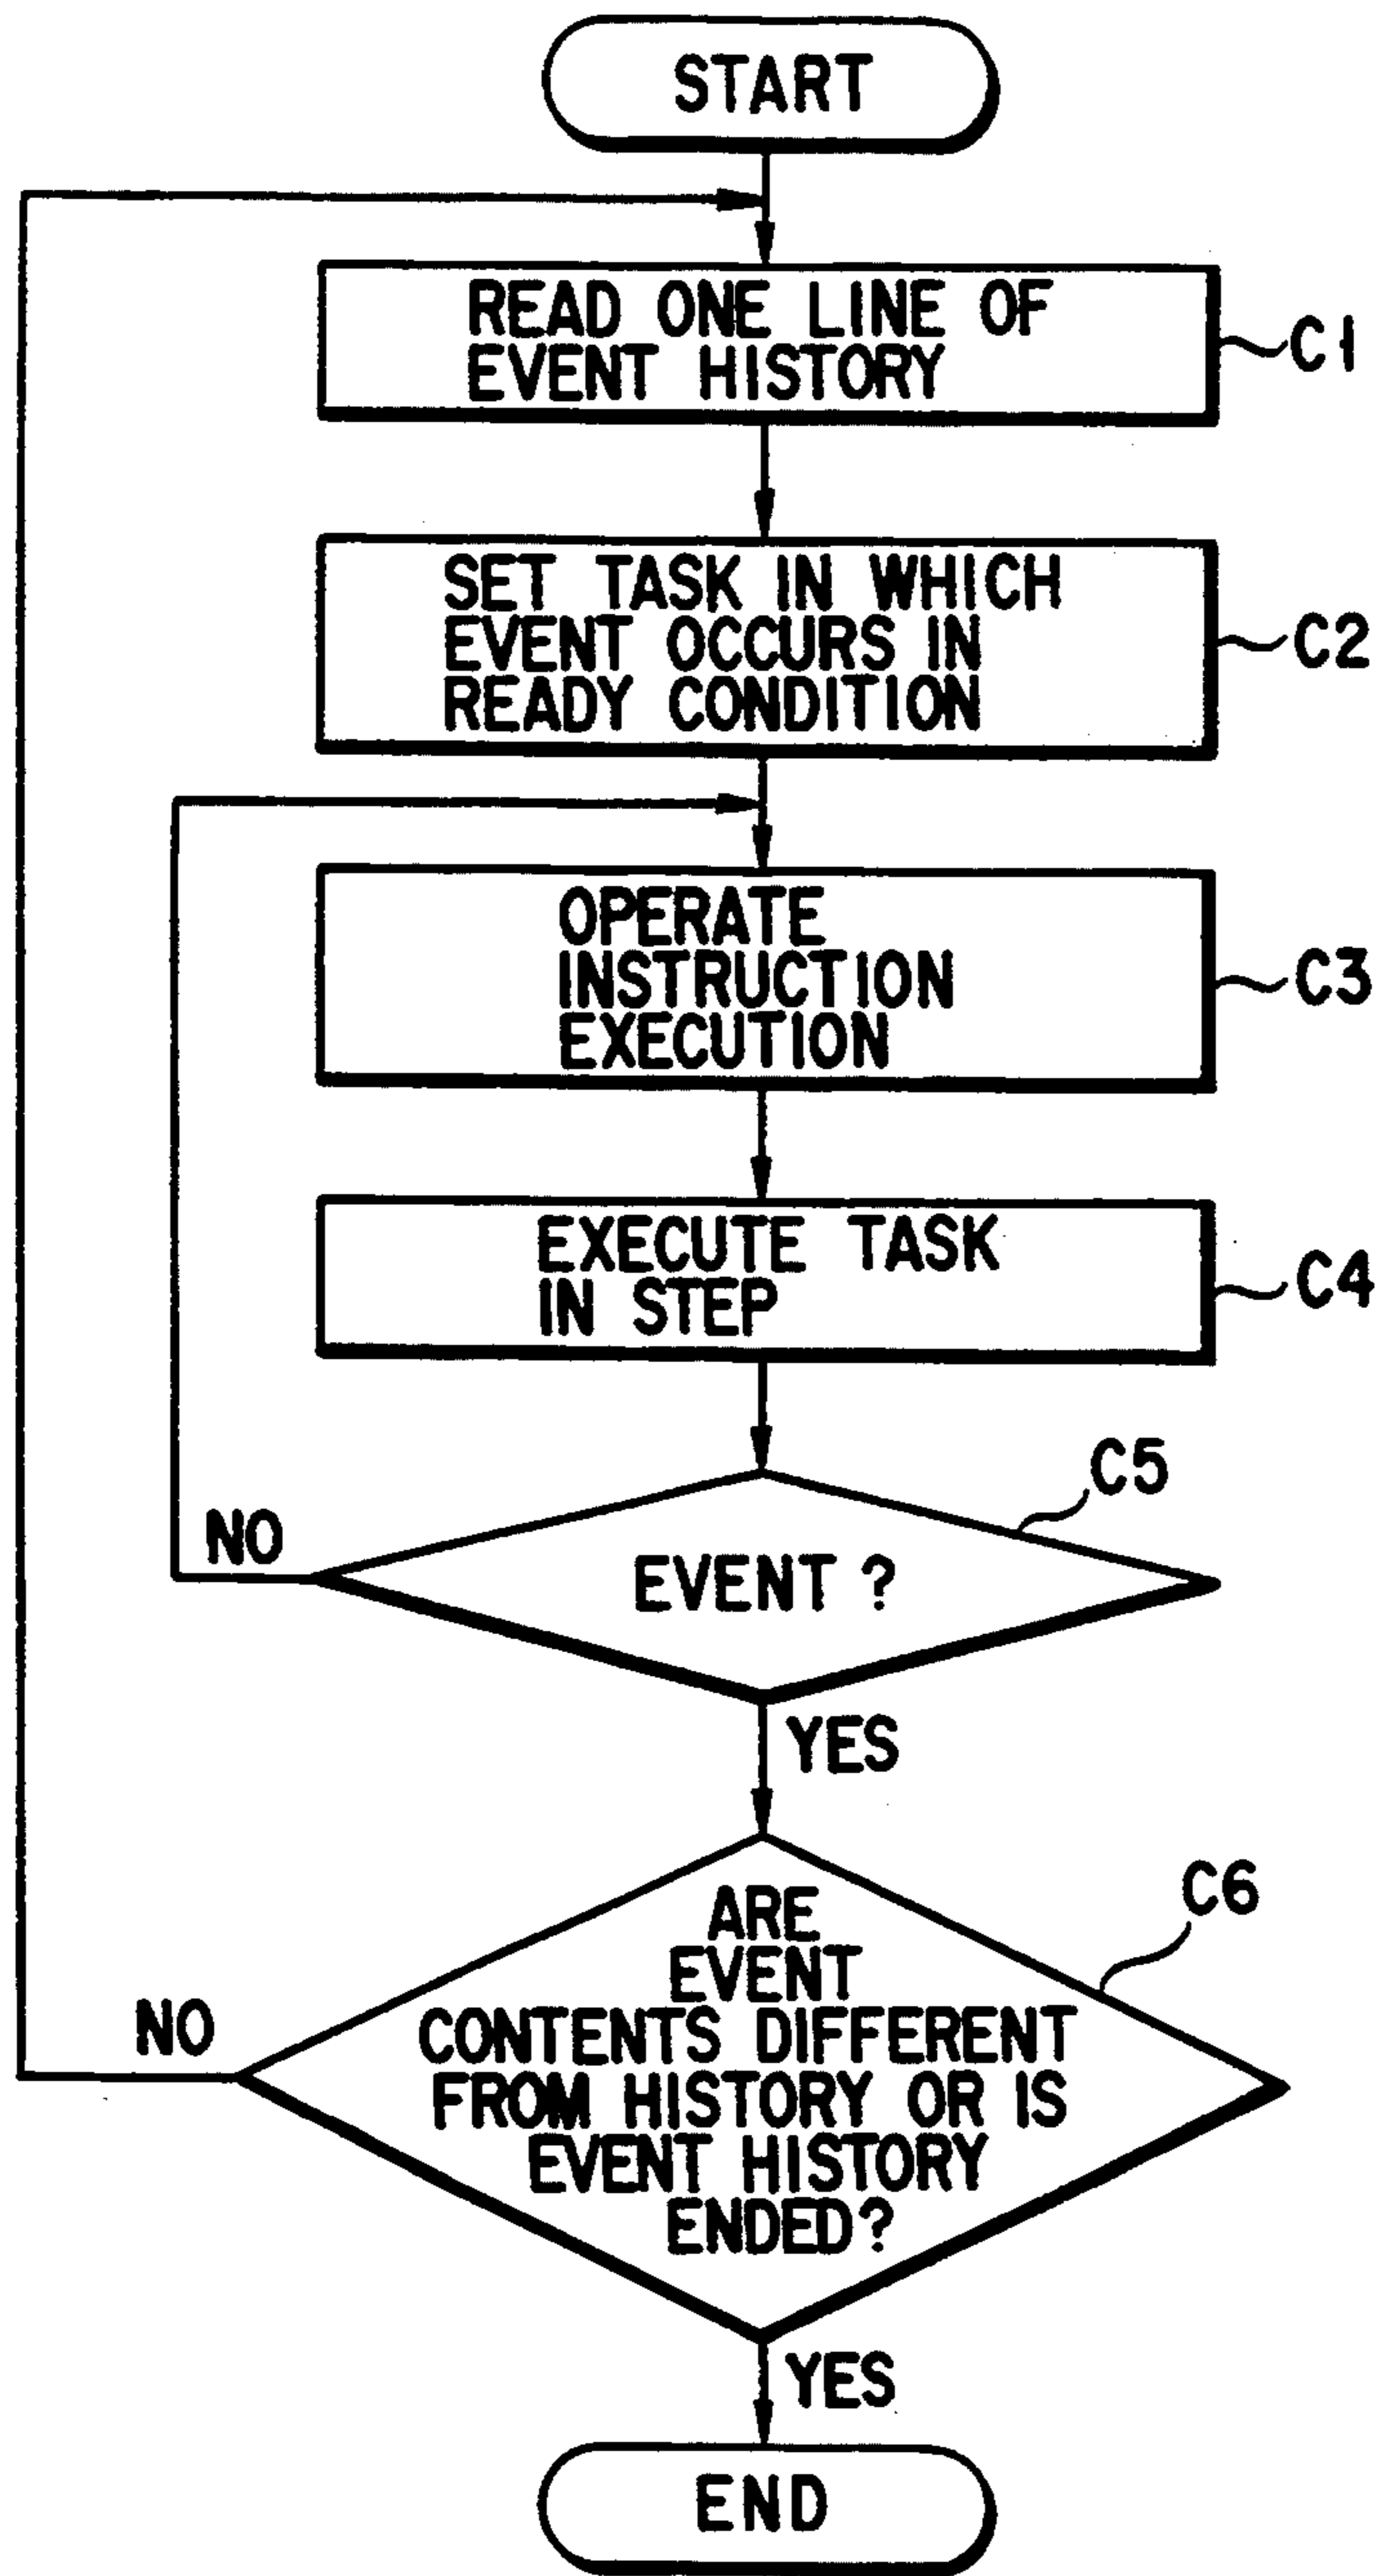 START
READ ONE LINE OF
EVENT HISTORY
C1
SET TASK IN WHICH
EVENT OCCURS IN
READY CONDITION
C2
OPERATE
INSTRUCTION
EXECUTION
C3
EXECUTE TASK
IN STEP
C4
C5
NO
EVENT ?
YES
C6
ARE
EVENT
CONTENTS DIFFERENT
FROM HISTORY OR IS
EVENT HISTORY
ENDED?
NO
YES
END